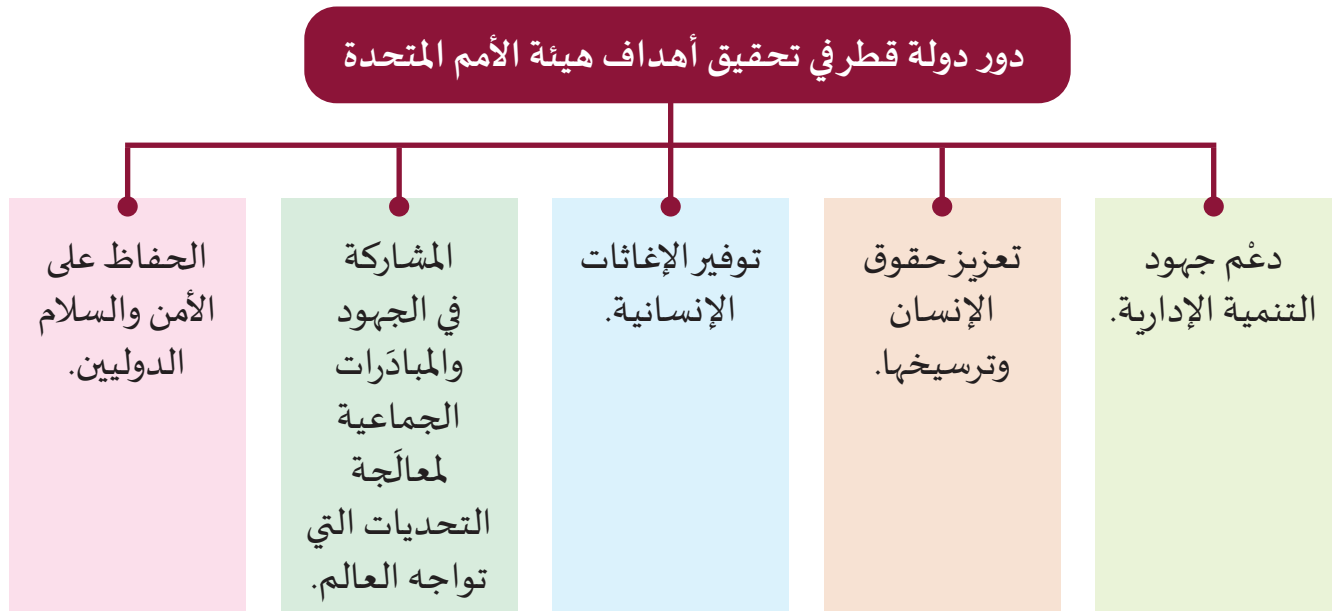 دور دولة قطر في تحقيق أهداف هيئة الأمم المتحدة
دعْم جهود
التنمية الإدارية.
تعزيز حقوق
الإنسان
وترسيخها.
توفير الإغاثات
الإنسانية.
المشاركة
في الجهود
والمبادَرات
الجماعية
لمعالَجة
التحديات التي
تواجه العالم.
الحفاظ على
الأمن والسلام
الدوليين.